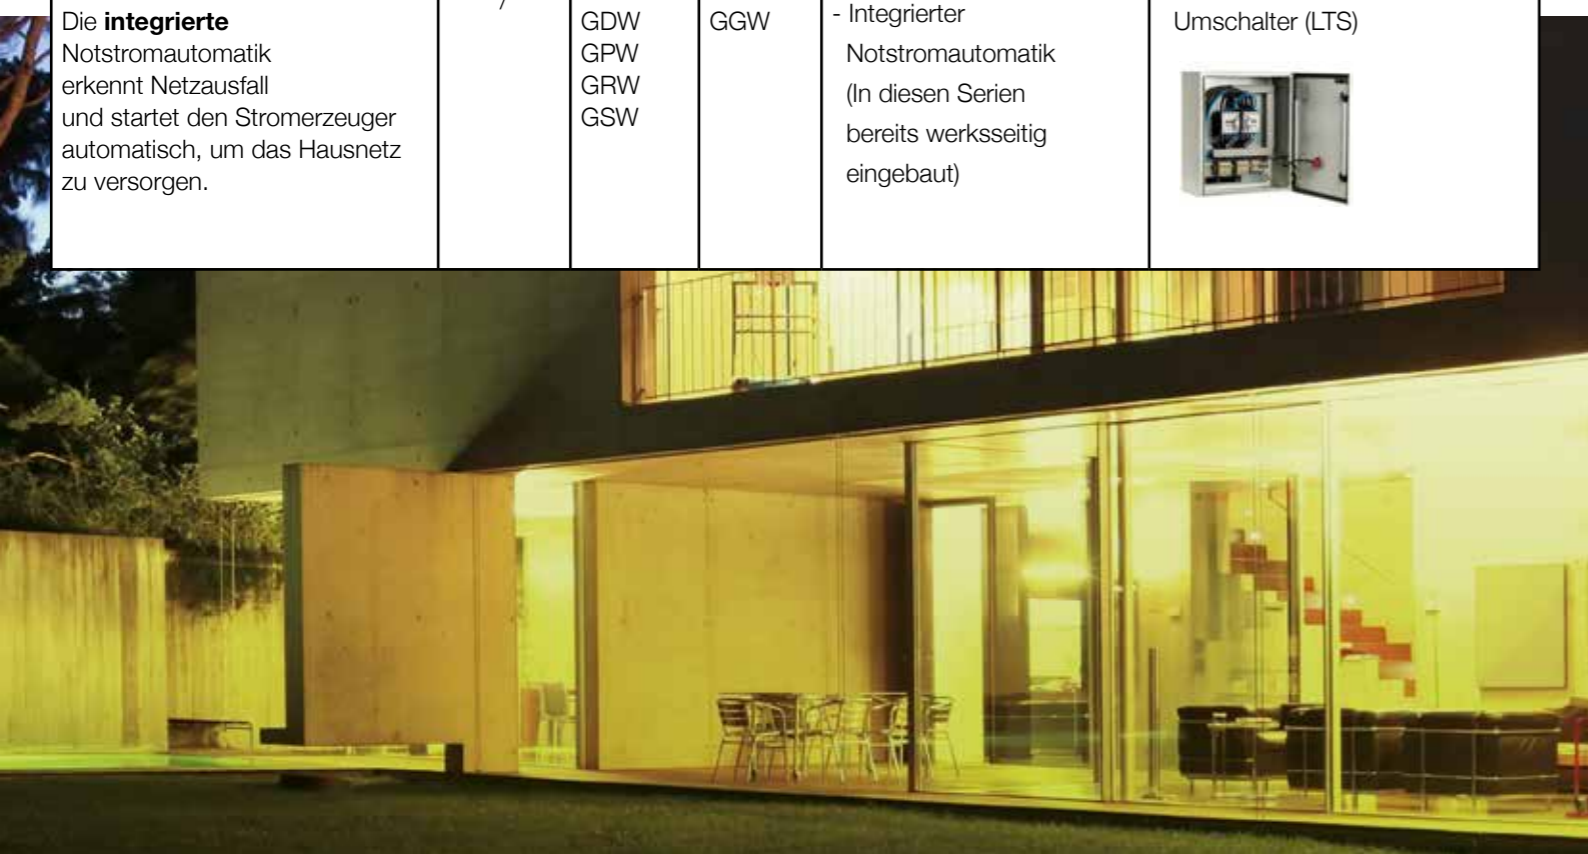 Die integrierte
Notstromautomatik
erkennt Netzausfall
und startet den Stromerzeuger
automatisch, um das Hausnetz
zu versorgen.
/
GDW
GPW
GRW
GSW
GGW
- Integrierter
Notstromautomatik
(In diesen Serien
bereits werksseitig
eingebaut)
Umschalter (LTS)